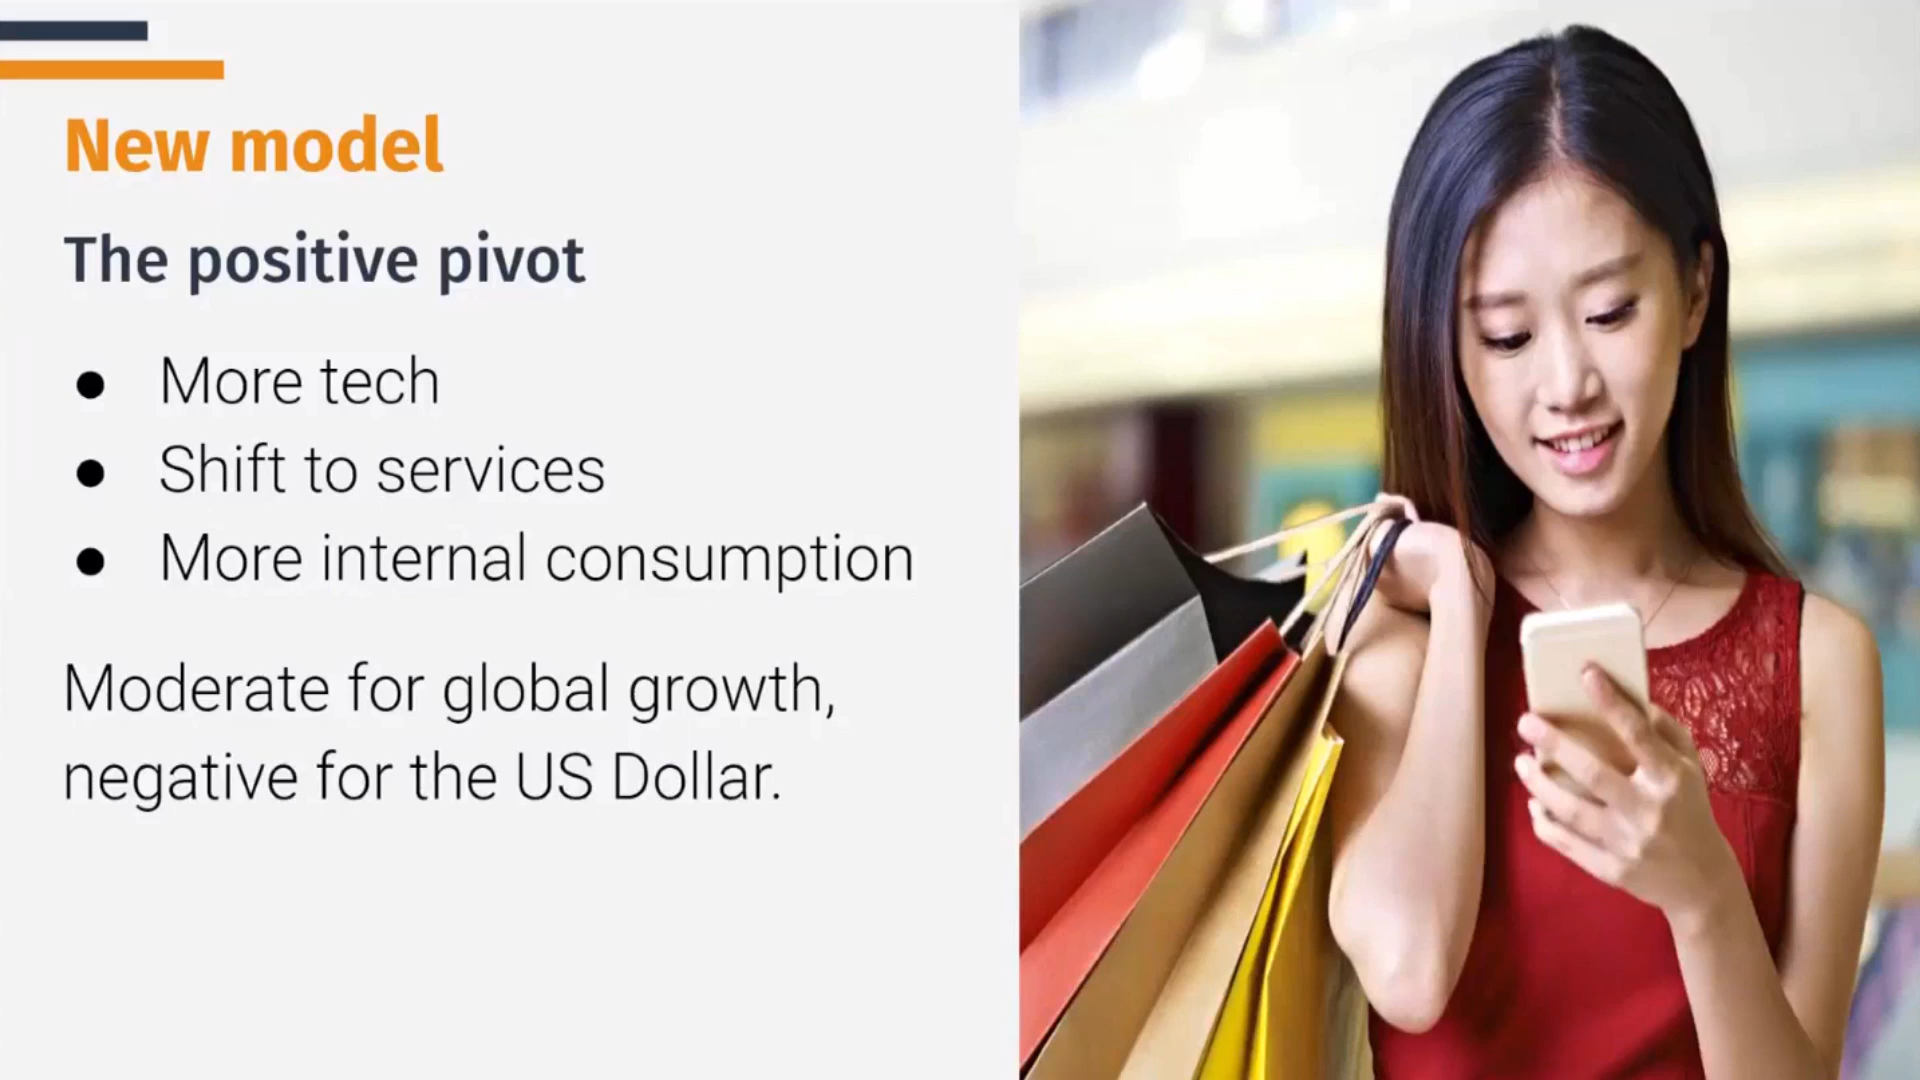 New model
The positive pivot
● More tech
● Shift to services
● More internal consumption
Moderate for global growth,
negative for the US Dollar.